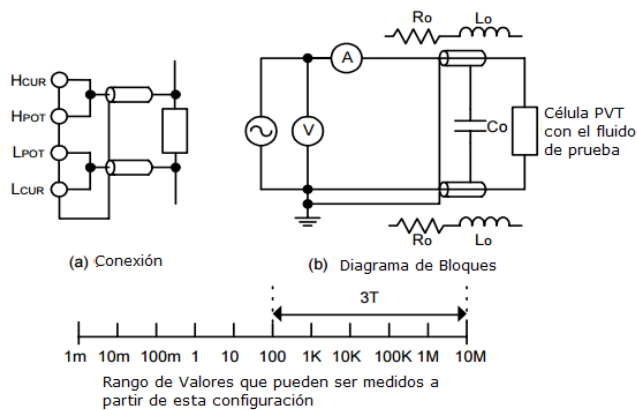 HCUR
HPOT
LPOT
LCUR
(a) Conexión
Ro
Lo
A
V
Co
Célula PVT
con el fluido
de prueba
Ro
Lo
(b) Diagrama de Bloques
3T
1m 10m 100m 1 10 100 1K 10K 100K 1M 10M
Rango de Valores que pueden ser medidos a
partir de esta configuración